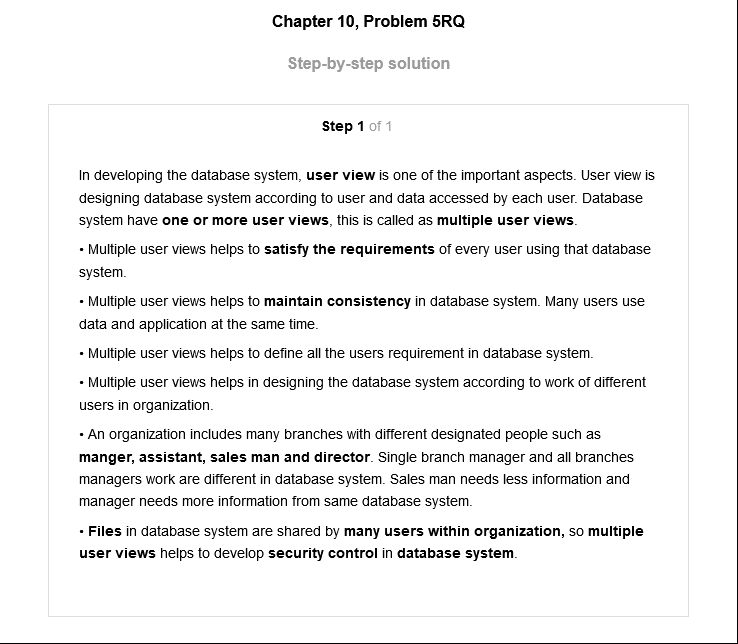 Chapter 10, Problem 5RQ
Step-by-step solution
Step 1 of 1
In developing the database system, user view is one of the important aspects. User view is
designing database system according to user and data accessed by each user. Database
system have one or more user views, this is called as multiple user views.
• Multiple user views helps to satisfy the requirements of every user using that database
system.
• Multiple user views helps to maintain consistency in database system. Many users use
data and application at the same time.
• Multiple user views helps to define all the users requirement in database system.
• Multiple user views helps in designing the database system according to work of different
users in organization.
• An organization includes many branches with different designated people such as
manger, assistant, sales man and director. Single branch manager and all branches
managers work are different in database system. Sales man needs less information and
manager needs more information from same database system.
• Files in database system are shared by many users within organization, so multiple
user views helps to develop security control in database system.